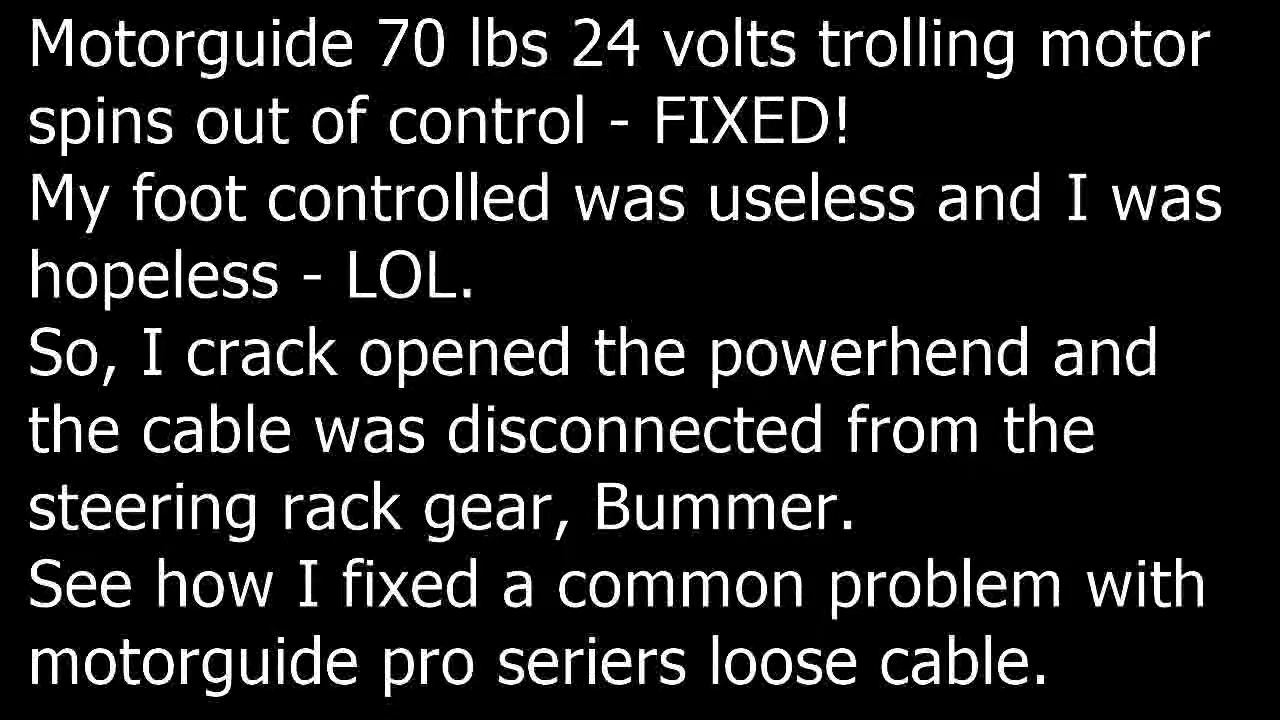 Motorguide 70 lbs 24 volts trolling motor
spins out of control - FIXED!
My foot controlled was useless and I was
hopeless - LOL.
So, I crack opened the powerhend and
the cable was disconnected from the
steering rack gear, Bummer.
See how I fixed a common problem with
motorguide pro seriers loose cable.